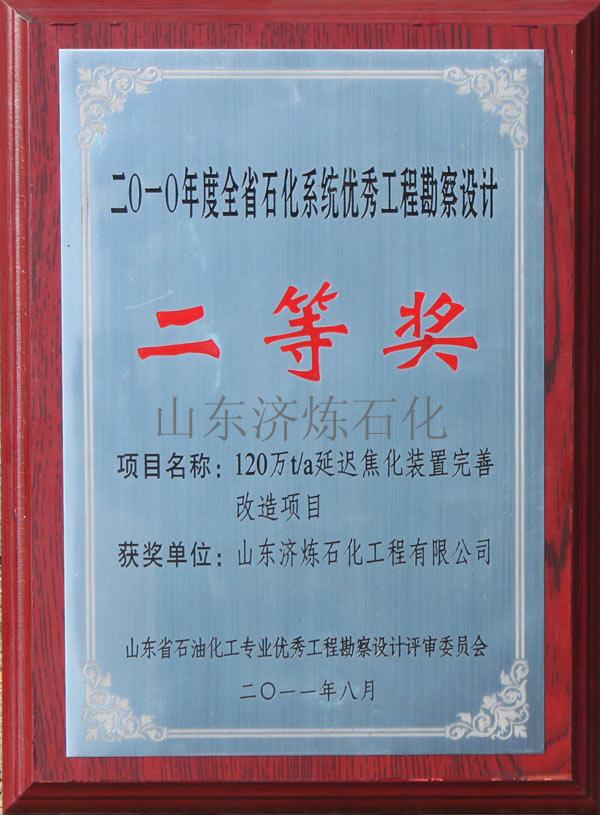 二〇一〇年度全省石化系统优秀工程勘察设计
二等奖
山东济炼石化
项目名称：120万t/a延迟焦化装置完善
改造项目
获奖单位：山东济炼石化工程有限公司
山东省石油化工专业优秀工程勘察设计评审委员会
二〇一一年八月